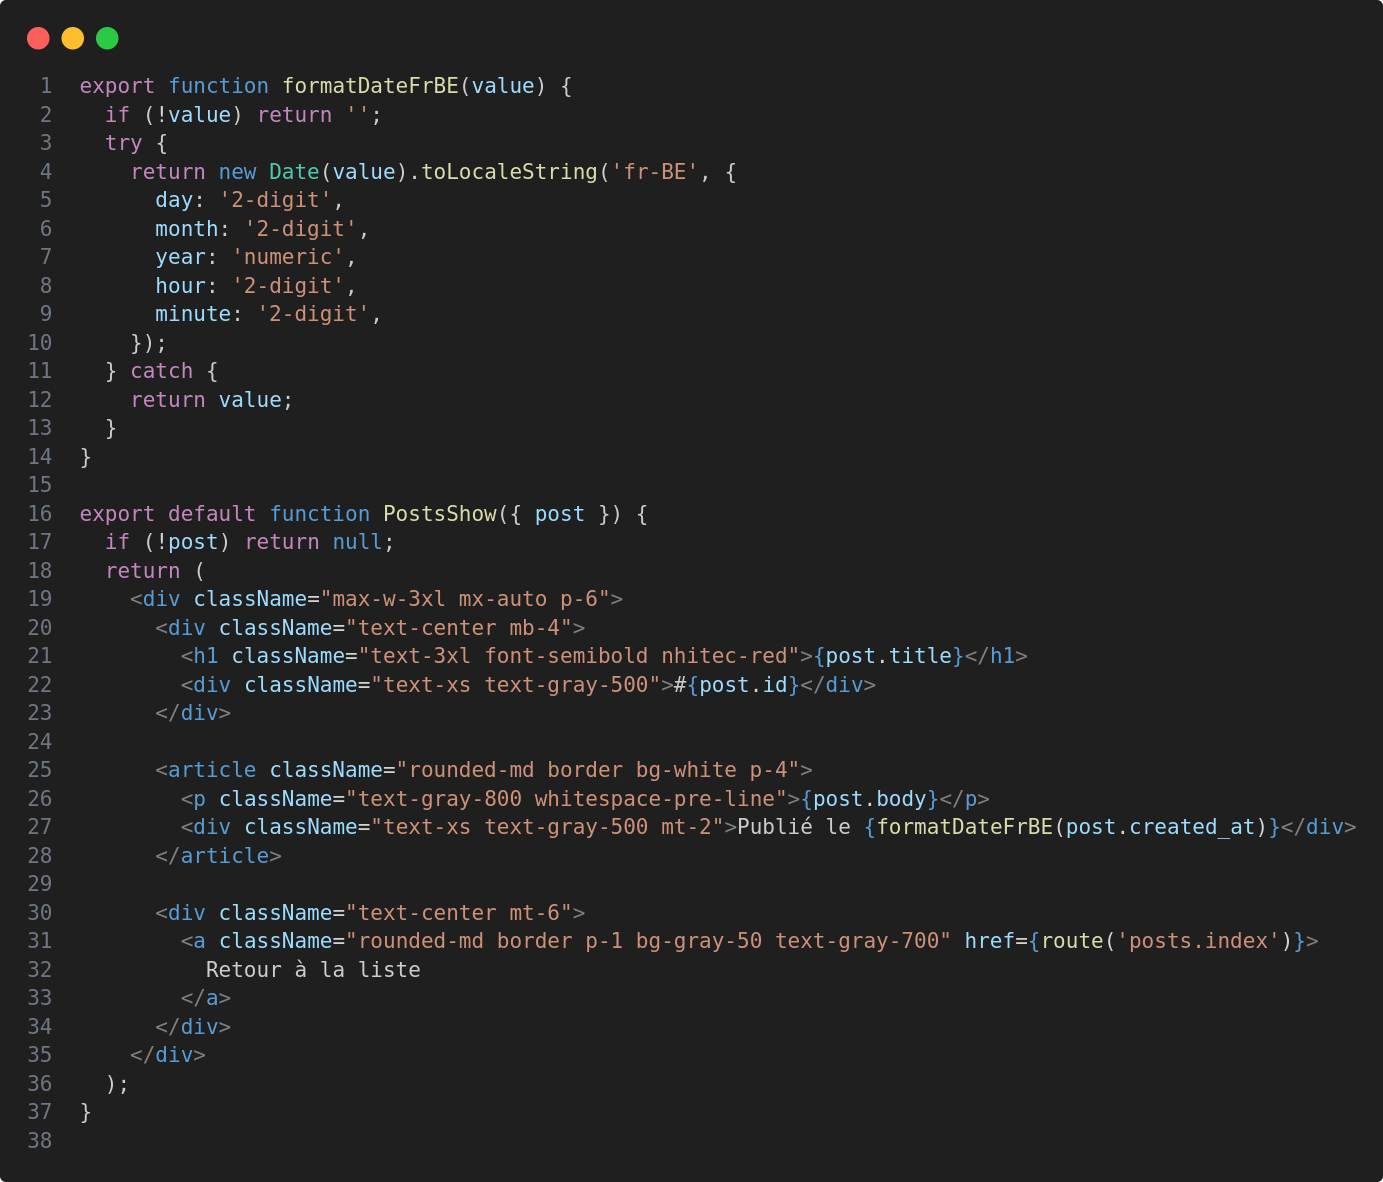 1 export function formatDateFrBE(value) {
2   if (!value) return '';
3   try {
4     return new Date(value).toLocaleString('fr-BE', {
5       day: '2-digit',
6       month: '2-digit',
7       year: 'numeric',
8       hour: '2-digit',
9       minute: '2-digit',
10     });
11   } catch {
12     return value;
13   }
14 }
15
16 export default function PostsShow({ post }) {
17   if (!post) return null;
18   return (
19     <div className="max-w-3xl mx-auto p-6">
20       <div className="text-center mb-4">
21         <h1 className="text-3xl font-semibold nhitec-red">{post.title}</h1>
22         <div className="text-xs text-gray-500">#{post.id}</div>
23       </div>
24
25       <article className="rounded-md border bg-white p-4">
26         <p className="text-gray-800 whitespace-pre-line">{post.body}</p>
27         <div className="text-xs text-gray-500 mt-2">Publié le {formatDateFrBE(post.created_at)}</div>
28       </article>
29
30       <div className="text-center mt-6">
31         <a className="rounded-md border p-1 bg-gray-50 text-gray-700" href={route('posts.index')}>
32           Retour à la liste
33         </a>
34       </div>
35     </div>
36   );
37 }
38